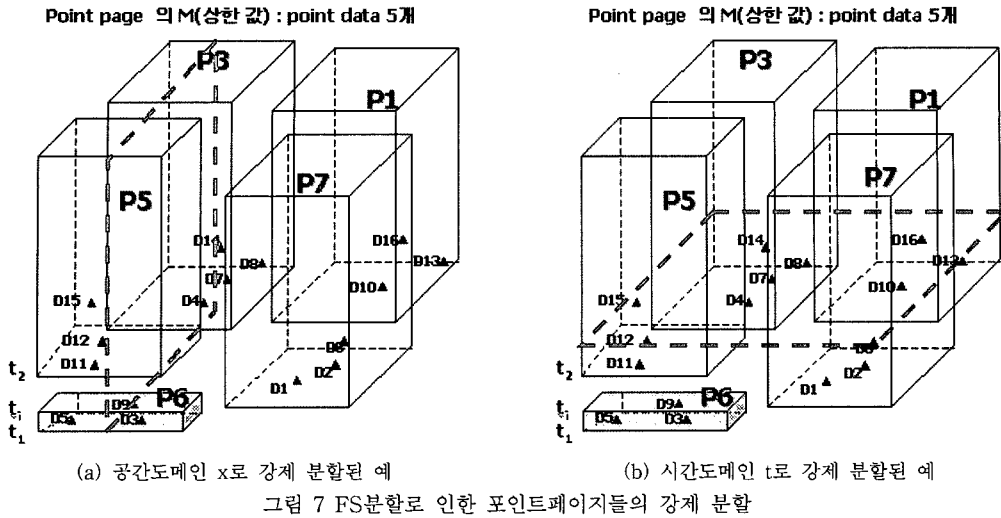 Point page 의 M(상한 값) : point data 5개
P3
P1
P5
P7
D1
D16
D8
D13
D7
D10
D15
D4
D12
D11
D2
D1
t₂
P6
D9
tᵢ
D5
D3
t₁
(a) 공간도메인 x로 강제 분할된 예
Point page 의 M(상한 값) : point data 5개
P3
P1
P5
P7
D14
D16
D8
D13
D7
D10
D15
D4
D12
D11
D2
D1
t₂
P6
D9
tᵢ
D5
D3
t₁
(b) 시간도메인 t로 강제 분할된 예
그림 7 FS분할로 인한 포인트페이지들의 강제 분할